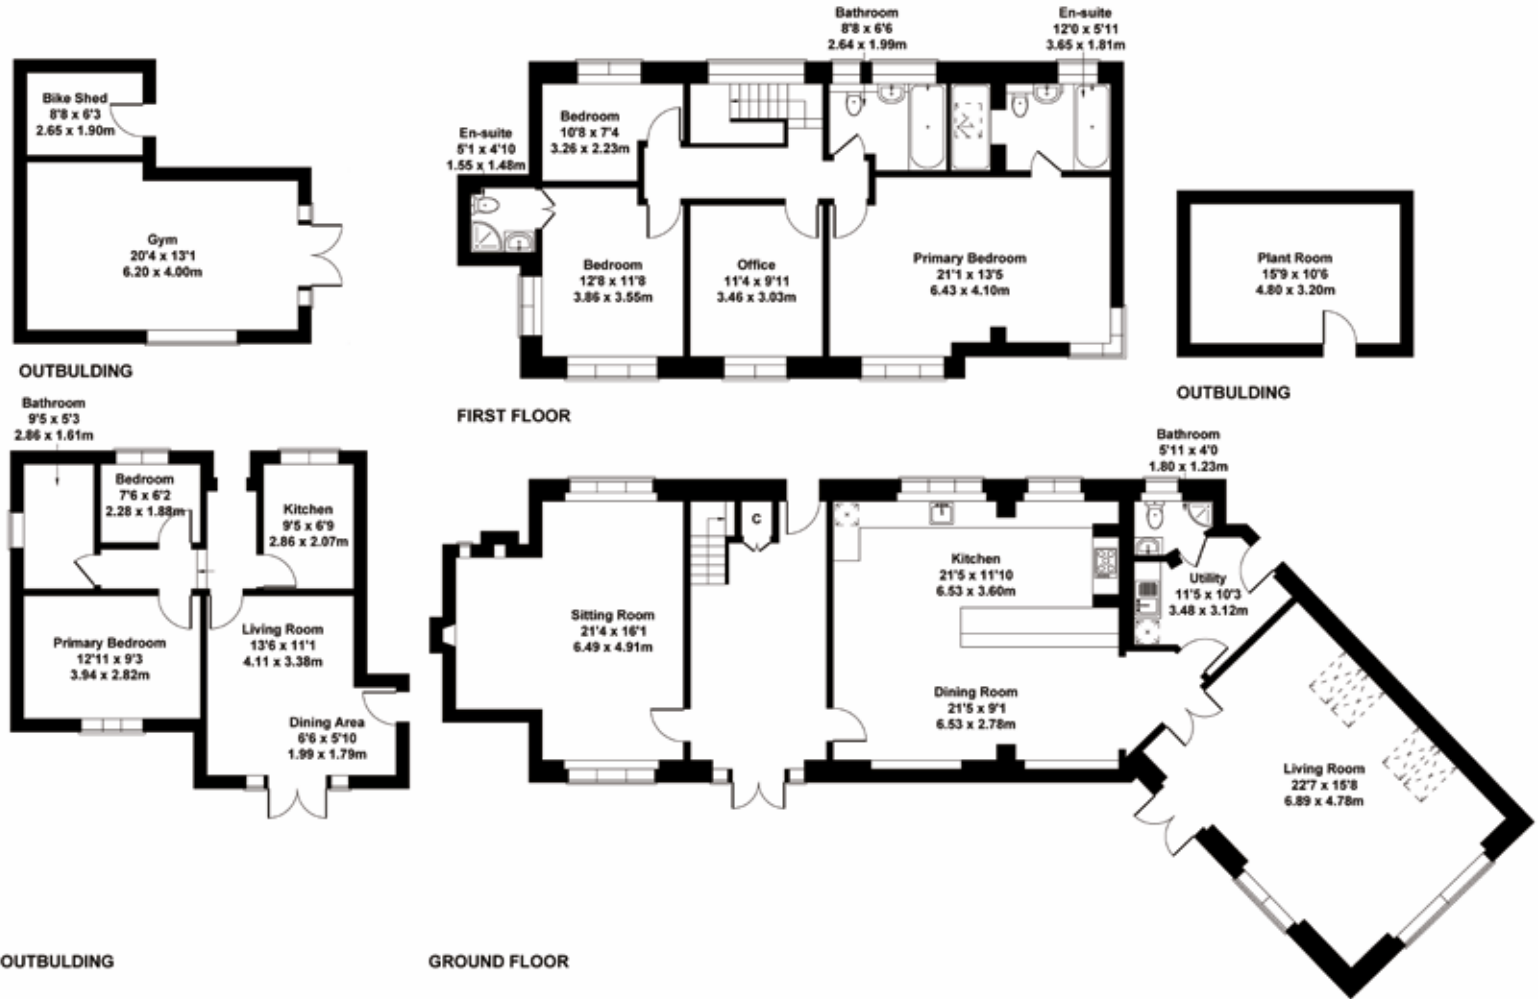 Bike Shed
8'8 x 6'3
2.65 x 1.90m
Gym
20'4 x 13'1
6.20 x 4.00m
OUTBULDING
Bathroom
8'8 x 6'6
2.64 x 1.99m
En-suite
12'0 x 5'11
3.65 x 1.81m
Bedroom
10'8 x 7'4
3.26 x 2.23m
En-suite
5'1 x 4'10
1.55 x 1.48m
Bedroom
12'8 x 11'8
3.86 x 3.55m
Office
11'4 x 9'11
3.46 x 3.03m
Primary Bedroom
21'1 x 13'5
6.43 x 4.10m
FIRST FLOOR
Plant Room
15'9 x 10'6
4.80 x 3.20m
OUTBULDING
Bathroom
9'5 x 5'3
2.86 x 1.61m
Bedroom
7'6 x 6'2
2.28 x 1.88m
Kitchen
9'5 x 6'9
2.86 x 2.07m
Primary Bedroom
12'11 x 9'3
3.94 x 2.82m
Living Room
13'6 x 11'1
4.11 x 3.38m
Dining Area
6'6 x 5'10
1.99 x 1.79m
OUTBULDING
C
Sitting Room
21'4 x 16'1
6.49 x 4.91m
Kitchen
21'5 x 11'10
6.53 x 3.60m
Dining Room
21'5 x 9'1
6.53 x 2.78m
Bathroom
5'11 x 4'0
1.80 x 1.23m
Utility
11'5 x 10'3
3.48 x 3.12m
Living Room
22'7 x 15'8
6.89 x 4.78m
GROUND FLOOR